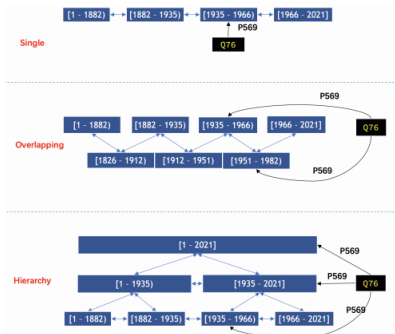 [1 - 1882) [1882 - 1935) [1935 - 1966) [1966 - 2021]
P569
Single
Q76
P569
[1 - 1882) [1882 - 1935) [1935 - 1966) [1966 - 2021]
Q76
Overlapping
[1826 - 1912) [1912 - 1951) [1951 - 1982)
P569
[1 - 2021]
P569
Hierarchy
[1 - 1935) [1935 - 2021]
P569
Q76
P569
[1 - 1882) [1882 - 1935) [1935 - 1966) [1966 - 2021]